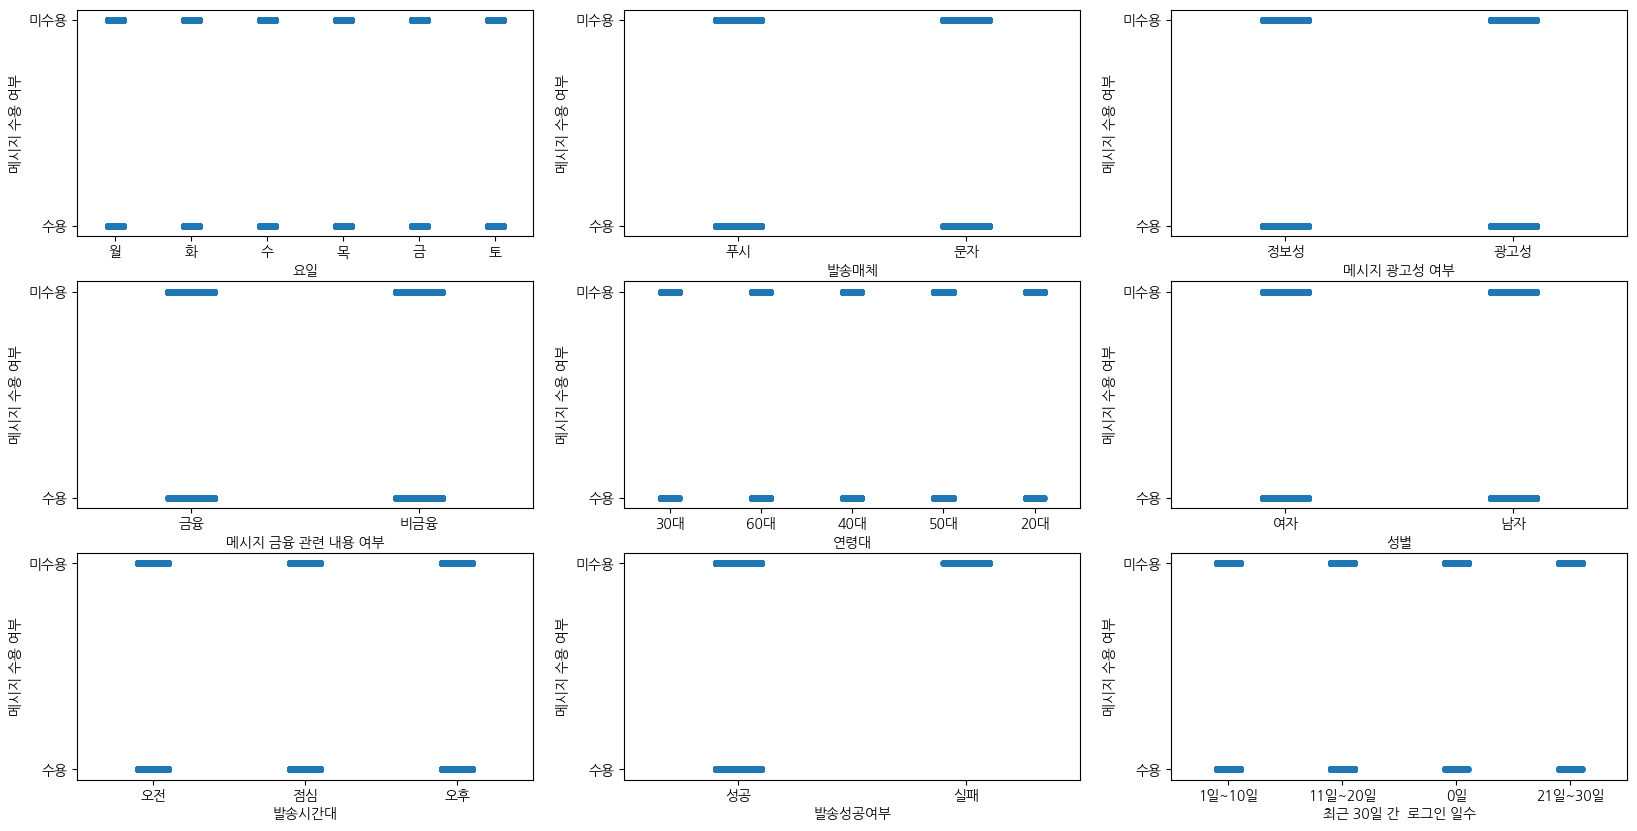 미수용
메시지 수용 여부
수용
월 화 수 목 금 토
요일
미수용
메시지 수용 여부
수용
푸시 문자
발송매체
미수용
메시지 수용 여부
수용
정보성 광고성
메시지 광고성 여부
미수용
메시지 수용 여부
수용
금융 비금융
메시지 금융 관련 내용 여부
미수용
메시지 수용 여부
수용
30대 60대 40대 50대 20대
연령대
미수용
메시지 수용 여부
수용
여자 남자
성별
미수용
메시지 수용 여부
수용
오전 점심 오후
발송시간대
미수용
메시지 수용 여부
수용
성공 실패
발송성공여부
미수용
메시지 수용 여부
수용
1일~10일 11일~20일 0일 21일~30일
최근 30일 간  로그인 일수